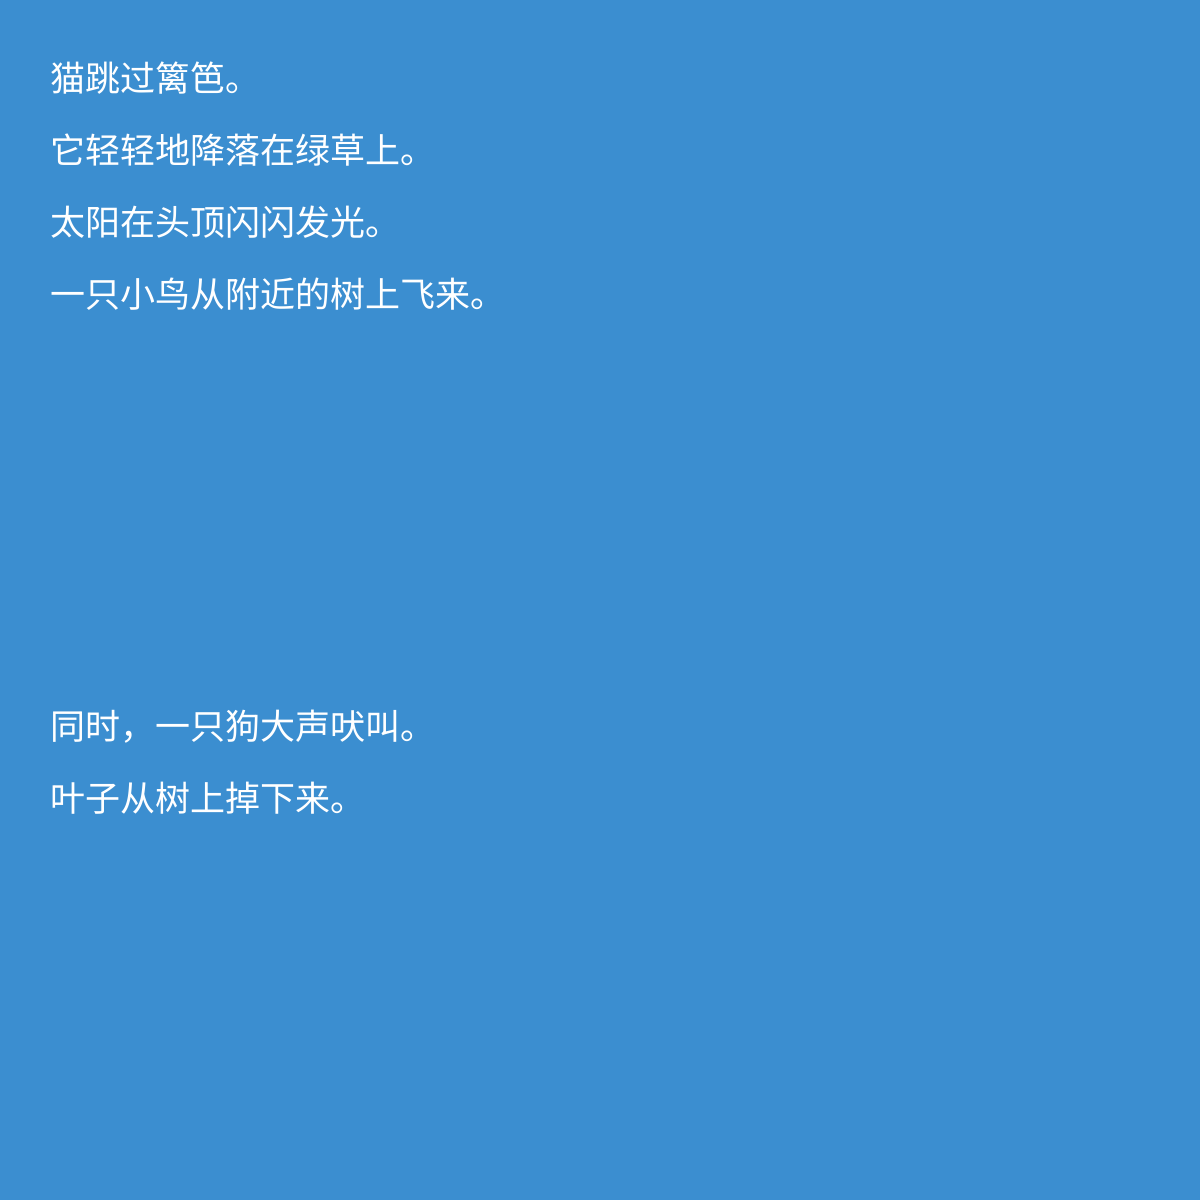 猫跳过篱笆。
它轻轻地降落在绿草上。
太阳在头顶闪闪发光。
一只小鸟从附近的树上飞来。
同时，一只狗大声吠叫。
叶子从树上掉下来。